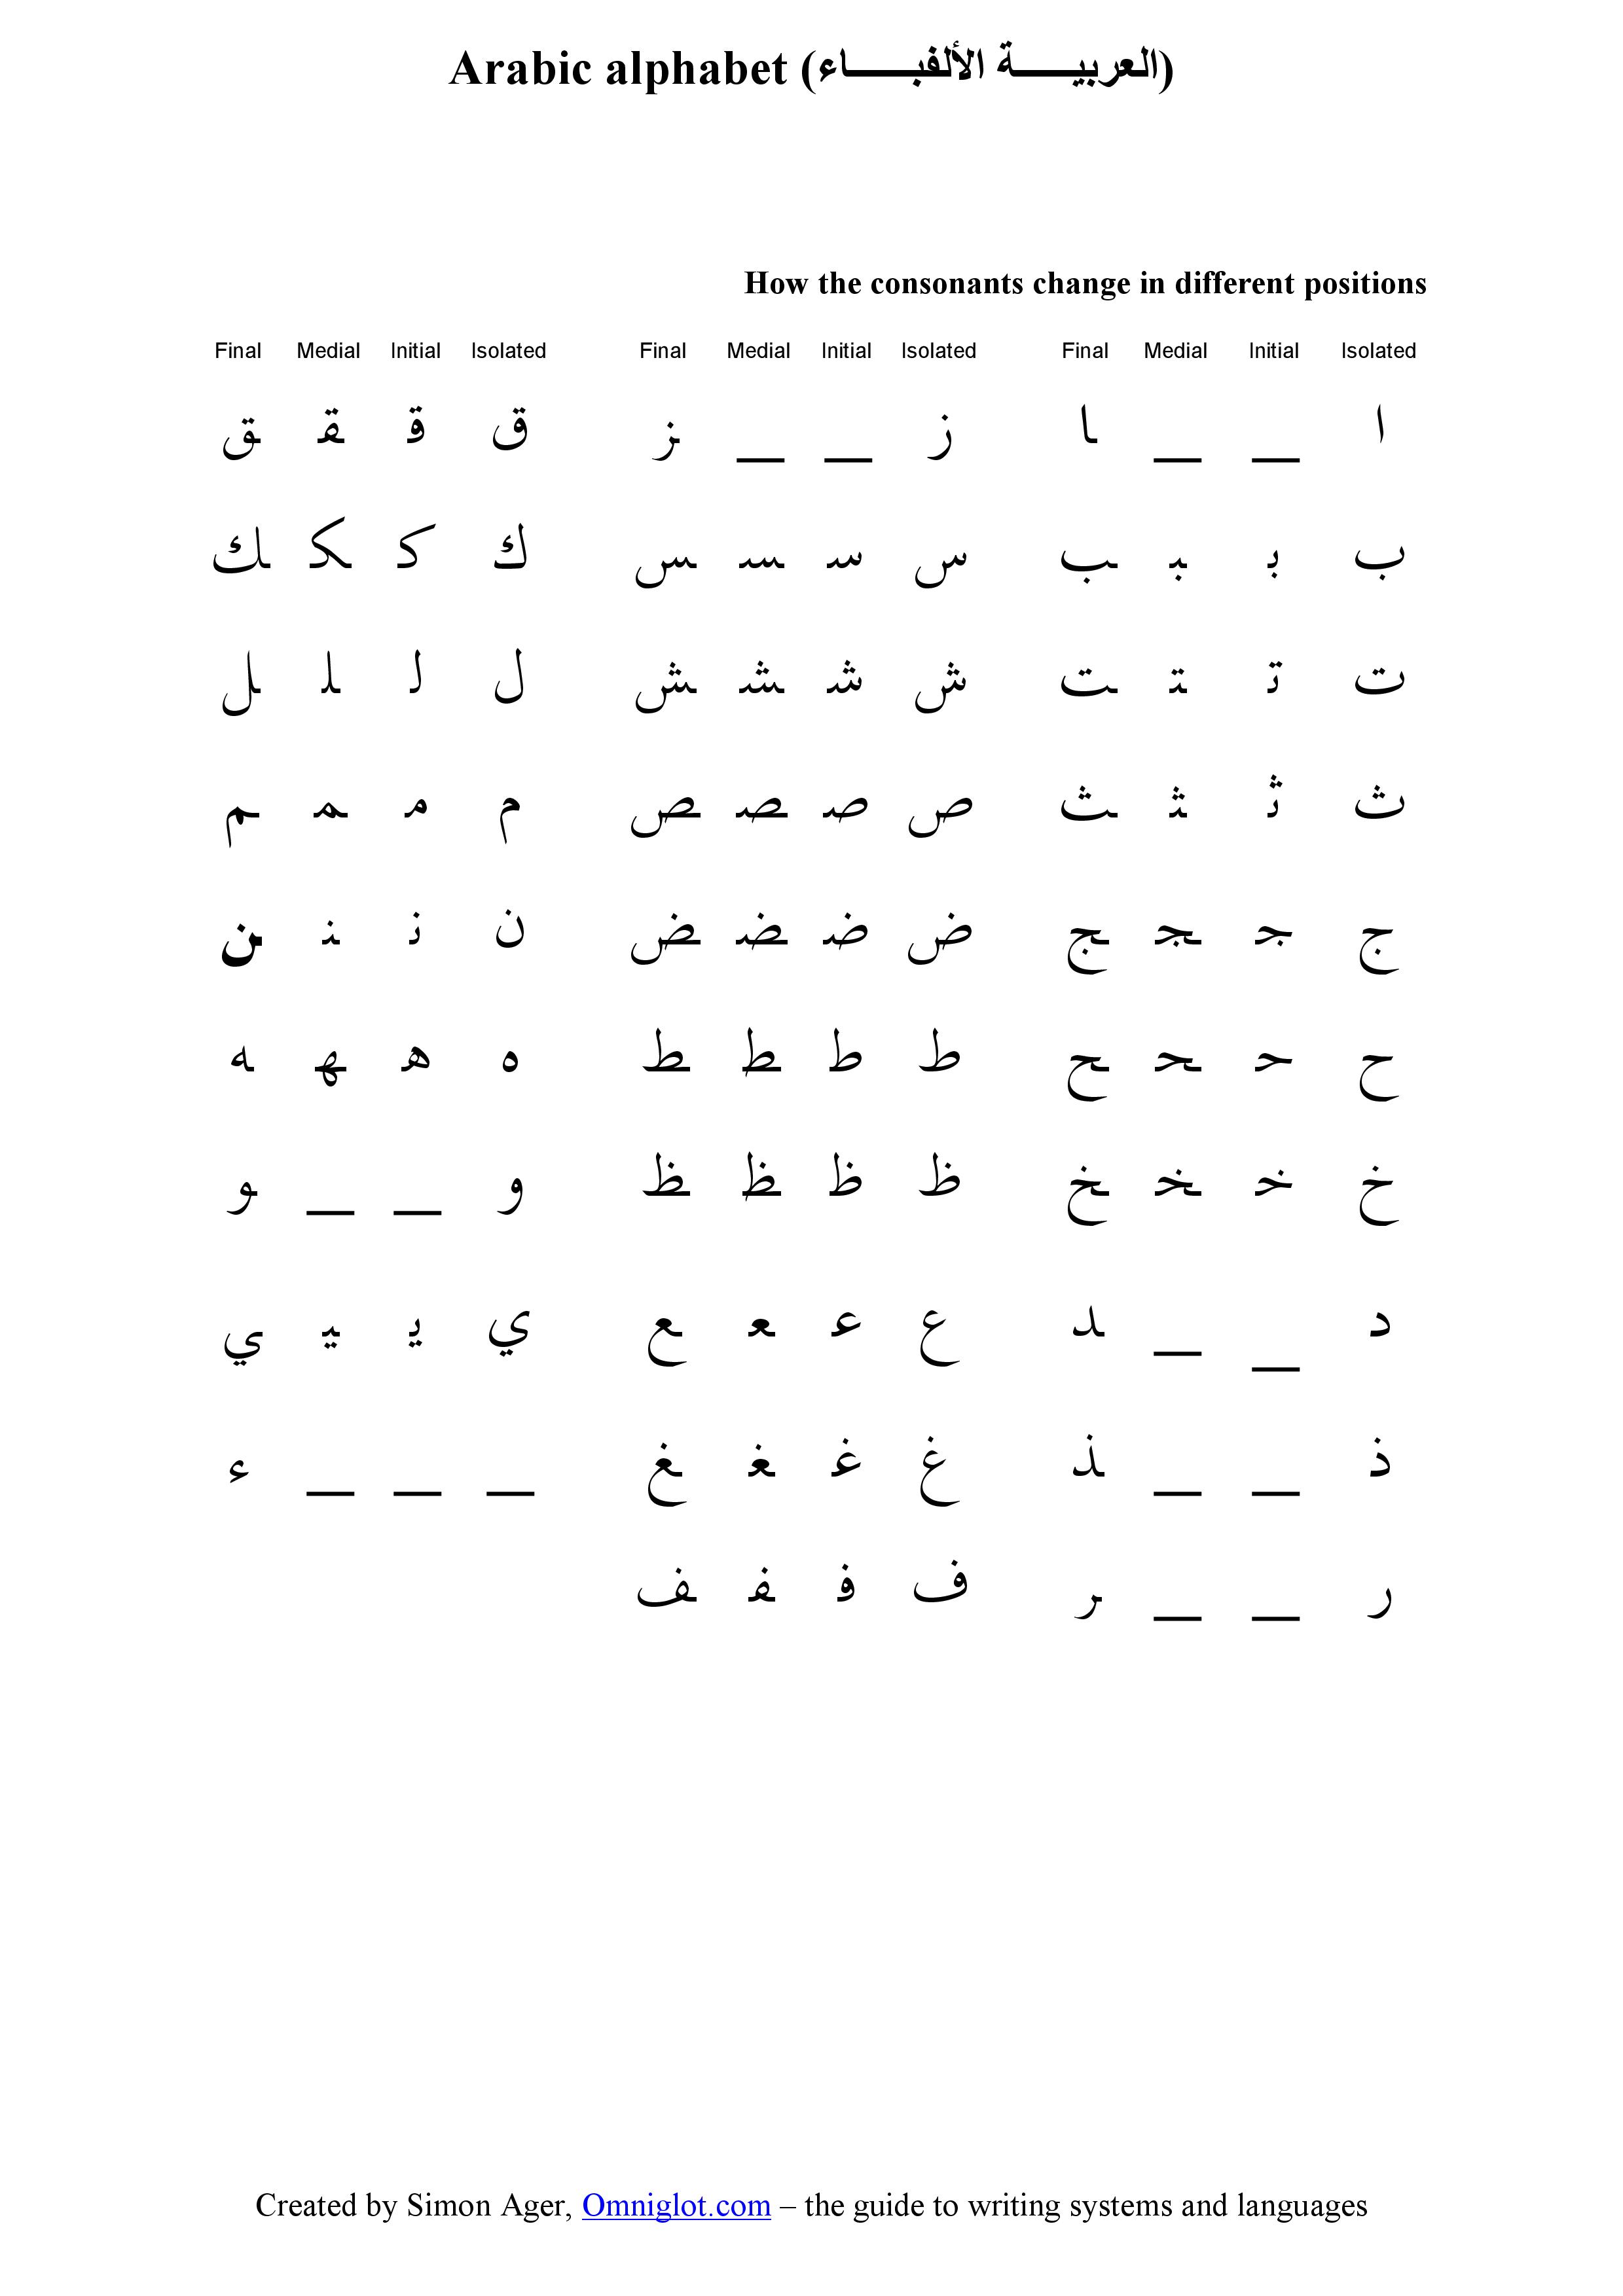 Arabic alphabet (العربيـــــة الألفبـــــاء)
How the consonants change in different positions
Final Medial Initial Isolated Final Medial Initial Isolated Final Medial Initial Isolated
ـق ـقـ قـ ق ـز __ __ ز ـا __ __ ا
ـك ـكـ كـ ك ـس ـسـ سـ س ـب ـبـ بـ ب
ـل ـلـ لـ ل ـش ـشـ شـ ش ـت ـتـ تـ ت
ـم ـمـ مـ م ـص ـصـ صـ ص ـث ـثـ ثـ ث
ـن ـنـ نـ ن ـض ـضـ ضـ ض ـج ـجـ جـ ج
ـه ـهـ هـ ه ـط ـطـ طـ ط ـح ـحـ حـ ح
ـو __ __ و ـظ ـظـ ظـ ظ ـخ ـخـ خـ خ
ـي ـيـ يـ ي ـع ـعـ عـ ع ـد __ __ د
ء __ __ __ ـغ ـغـ غـ غ ـذ __ __ ذ
ـف ـفـ فـ ف ـر __ __ ر
Created by Simon Ager, Omniglot.com – the guide to writing systems and languages